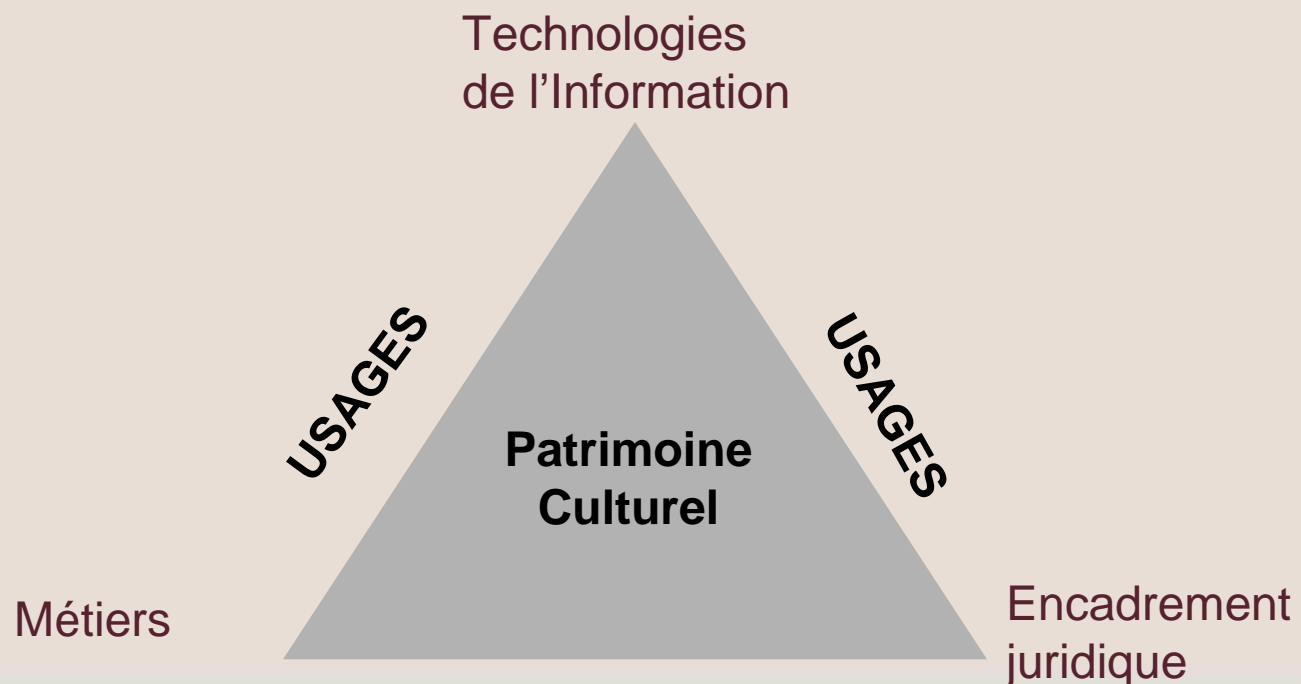 Technologies
de l’Information
USAGES
USAGES
Patrimoine
Culturel
Métiers
Encadrement
juridique